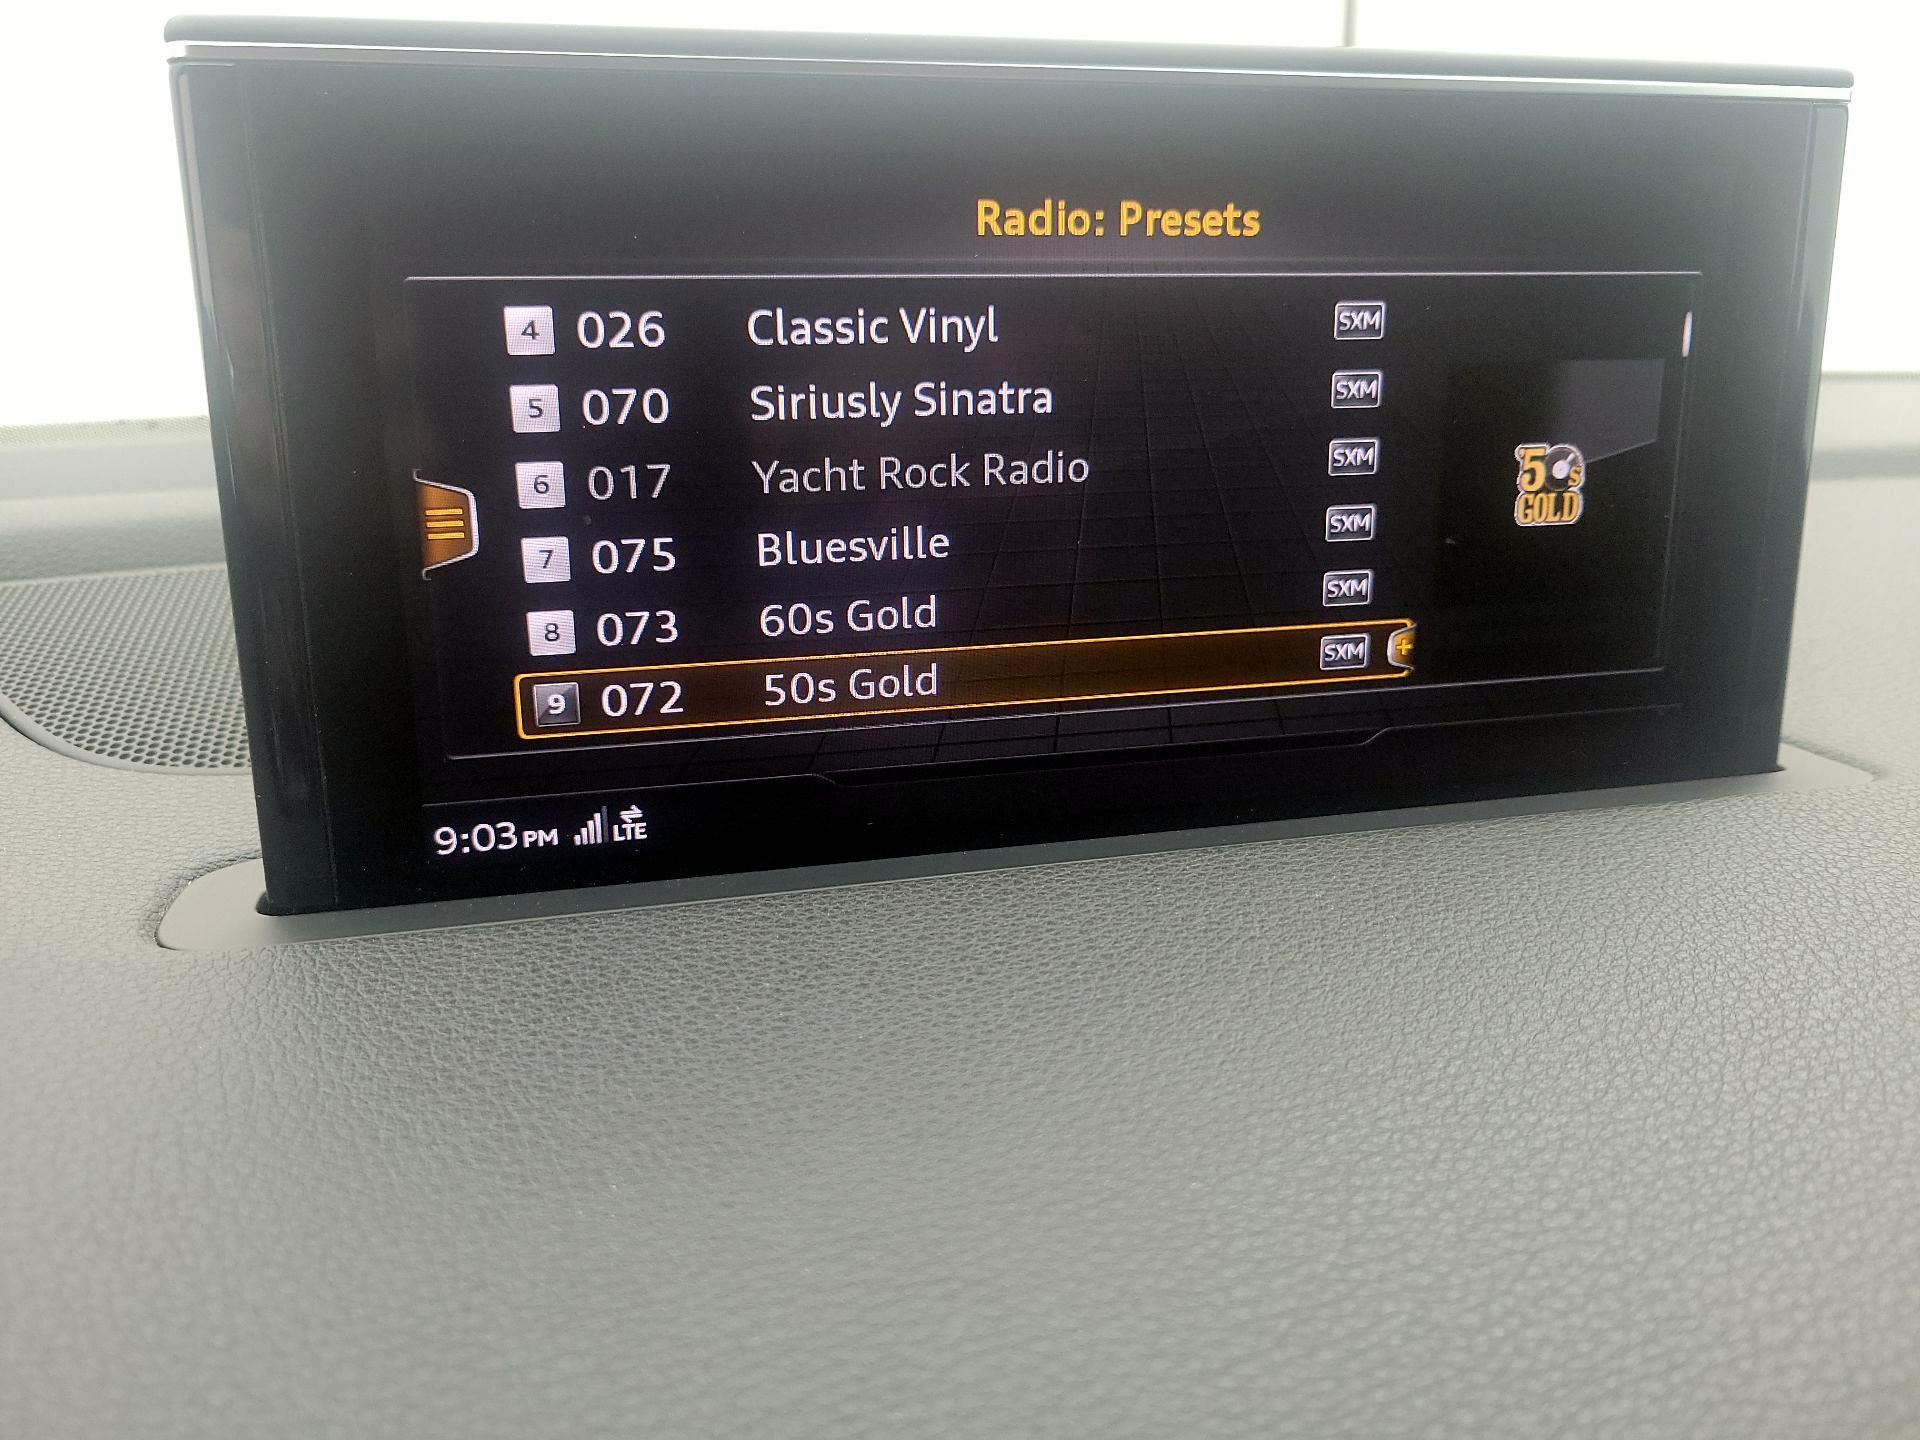 Radio: Presets
4 026 Classic Vinyl SXM
5 070 Siriusly Sinatra SXM
6 017 Yacht Rock Radio SXM
7 075 Bluesville SXM
8 073 60s Gold SXM
9 072 50s Gold SXM
'50s
GOLD
9:03 PM LTE